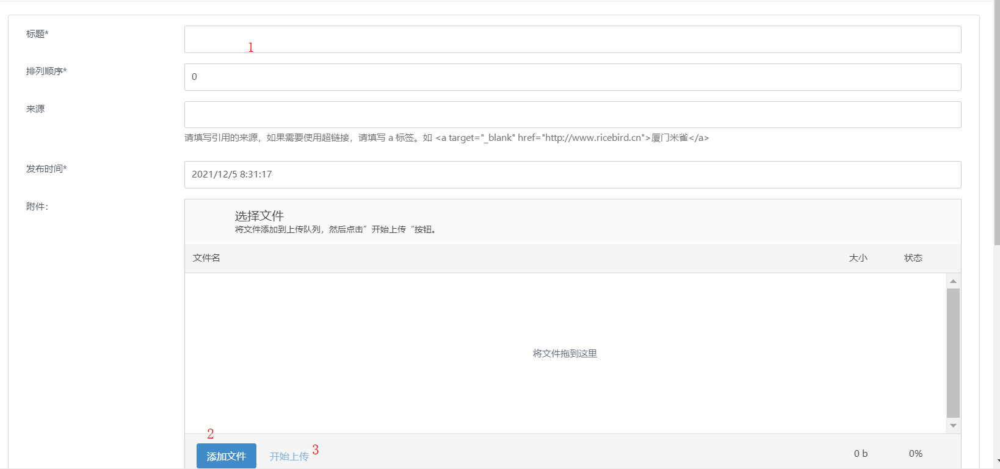 标题*
1
排列顺序*
0
来源
请填写引用的来源，如果需要使用超链接，请填写 a 标签。如 <a target="_blank" href="http://www.ricebird.cn">厦门米雀</a>
发布时间*
2021/12/5 8:31:17
附件：
选择文件
将文件添加到上传队列，然后点击”开始上传“按钮。
文件名 大小 状态
将文件拖到这里
2
添加文件 开始上传 3 0 b 0%